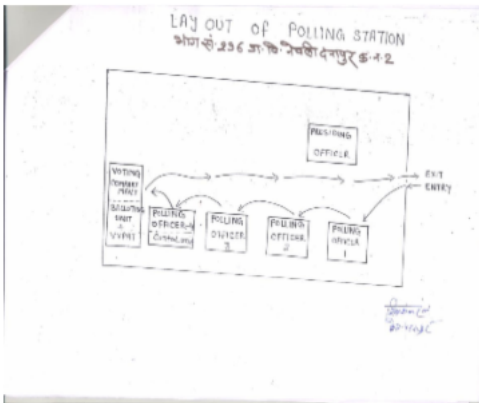 LAY OUT OF POLLING STATION
भाग सं. 236 प्रा. वि.
PRESIDING
OFFICER
EXIT
ENTRY
VOTING
COMPARTMENT
BALLOTING
UNIT
&
VVPAT
POLLING
OFFICER
POLLING
OFFICER
3
POLLING
OFFICER
2
POLLING
OFFICER
1